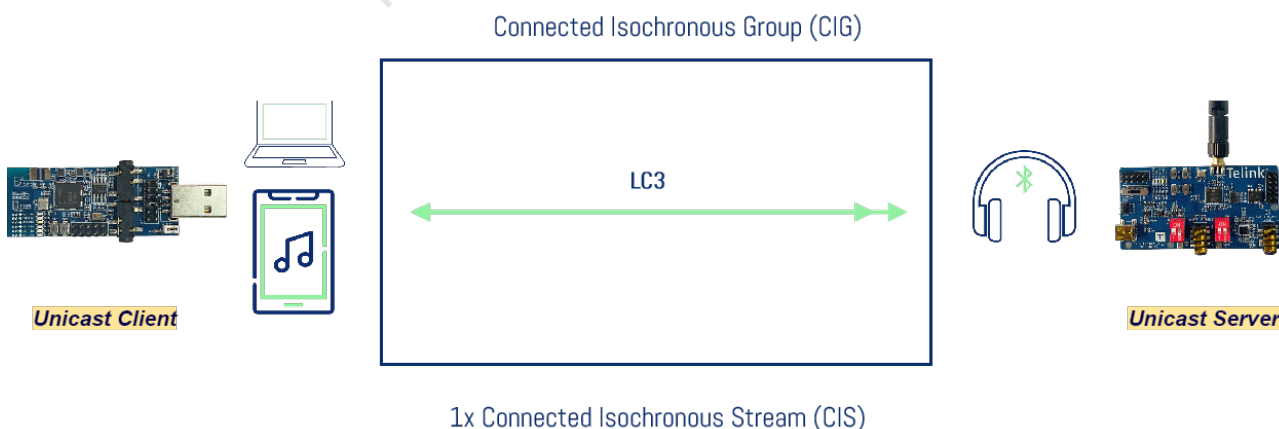 Connected Isochronous Group (CIG)
LC3
Telink
Unicast Client
Unicast Server
1x Connected Isochronous Stream (CIS)